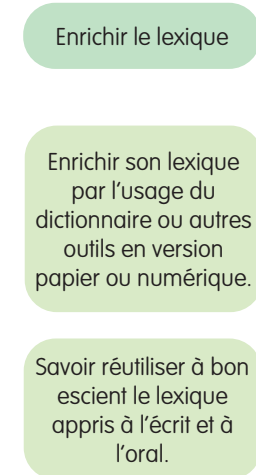 Enrichir le lexique
Enrichir son lexique
par l'usage du
dictionnaire ou autres
outils en version
papier ou numérique.
Savoir réutiliser à bon
escient le lexique
appris à l'écrit et à
l'oral.